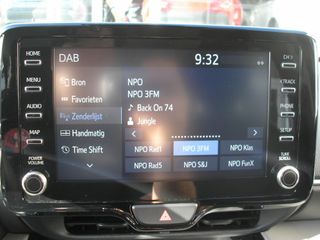 DAB
9:32
HOME
MENU
AUDIO
MAP
POWER
VOLUME
Bron
Favorieten
Zenderlijst
Handmatig
Time Shift
NPO
NPO 3FM
Back On 74
Jungle
NPO Rad1
NPO 3FM
NPO Klas
NPO Rad5
NPO S&J
NPO FunX
TRACK
PHONE
SETUP
TUNE
SCROLL